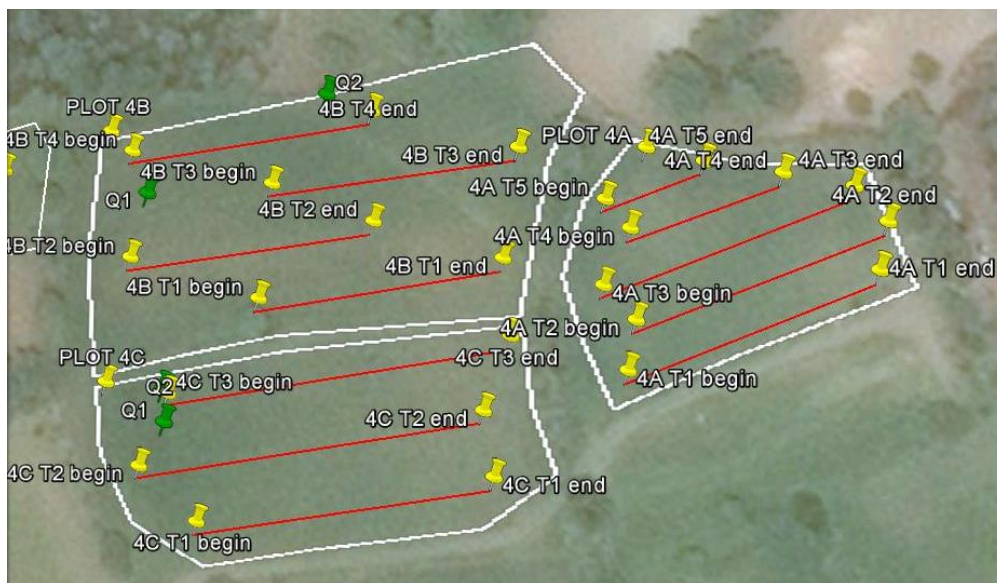 Q2
PLOT 4B
4B T4 end
4B T4 begin
4B T3 end
PLOT 4A
4A T5 end
4A T4 end
4A T3 end
4B T3 begin
4A T5 begin
4A T2 end
Q1
4B T2 end
4A T4 begin
4B T2 begin
4B T1 end
4A T1 end
4B T1 begin
4A T3 begin
4A T2 begin
PLOT 4C
4C T3 end
Q2
4C T3 begin
4A T1 begin
Q1
4C T2 end
4C T2 begin
4C T1 end
4C T1 begin